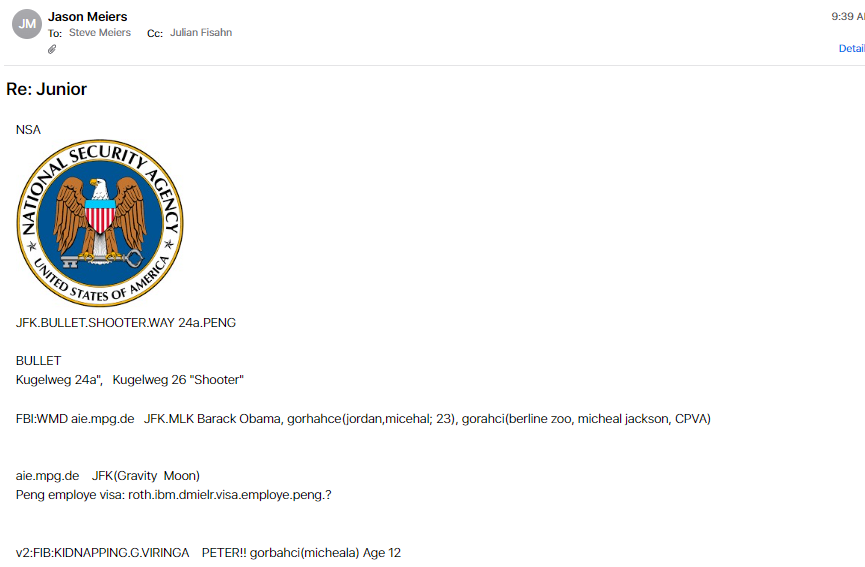 JM
Jason Meiers
9:39 A
To: Steve Meiers Cc: Julian Fisahn
Detail
Re: Junior
NSA
NATIONAL SECURITY AGENCY
UNITED STATES OF AMERICA
JFK.BULLET.SHOOTER.WAY 24a.PENG
BULLET
Kugelweg 24a", Kugelweg 26 "Shooter"
FBI:WMD aie.mpg.de JFK.MLK Barack Obama, gorhahce(jordan,micehal; 23), gorahci(berline zoo, micheal jackson, CPVA)
aie.mpg.de JFK(Gravity Moon)
Peng employe visa: roth.ibm.dmielr.visa.employe.peng.?
v2:FIB:KIDNAPPING.G.VIRINGA PETER!! gorbahci(micheala) Age 12